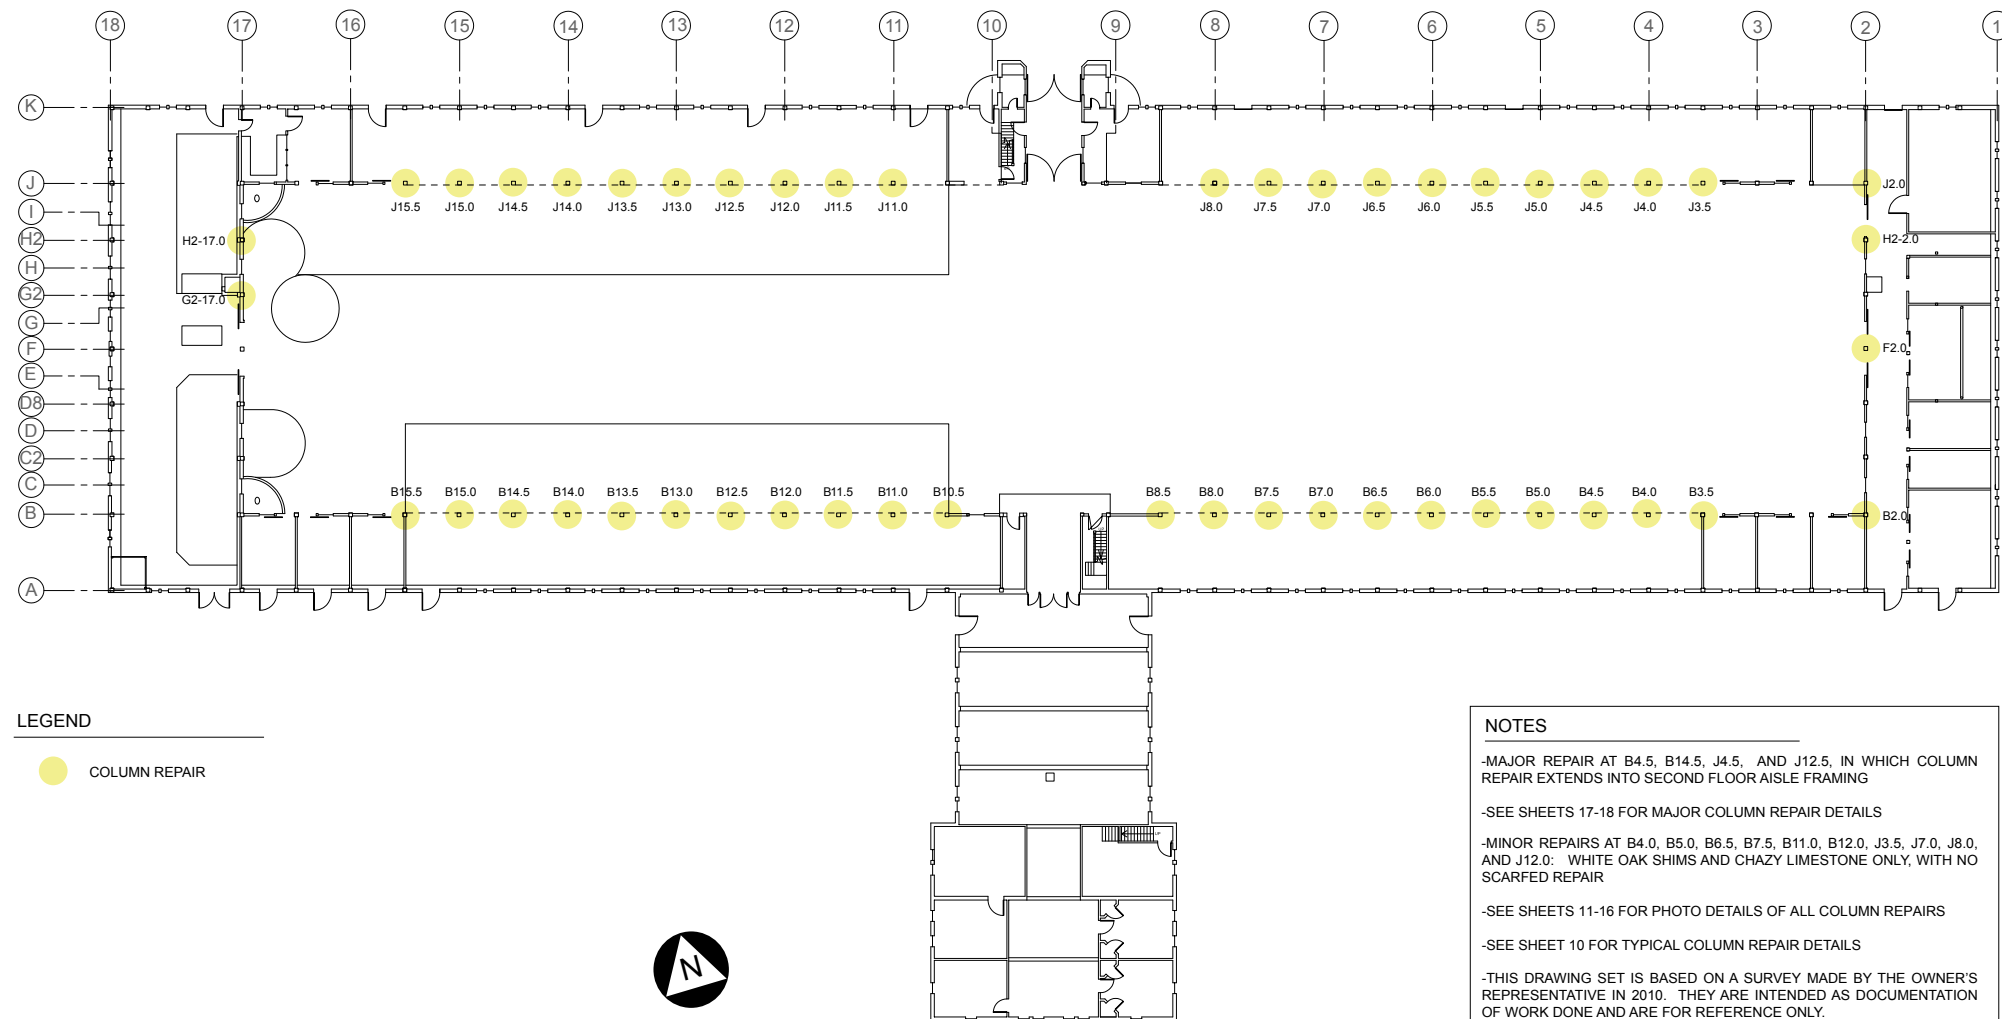 18 17 16 15 14 13 12 11 10 9 8 7 6 5 4 3 2 1
K
J
J15.5 J15.0 J14.5 J14.0 J13.5 J13.0 J12.5 J12.0 J11.5 J11.0 J8.0 J7.5 J7.0 J6.5 J6.0 J5.5 J5.0 J4.5 J4.0 J3.5 J2.0
I
H2 H2-17.0 H2-2.0
H
G2 G2-17.0
G
F F2.0
E
D8
D
C2
C
B15.5 B15.0 B14.5 B14.0 B13.5 B13.0 B12.5 B12.0 B11.5 B11.0 B10.5 B8.5 B8.0 B7.5 B7.0 B6.5 B6.0 B5.5 B5.0 B4.5 B4.0 B3.5
B B2.0
A
LEGEND
COLUMN REPAIR
N
NOTES
-MAJOR REPAIR AT B4.5, B14.5, J4.5, AND J12.5, IN WHICH COLUMN
REPAIR EXTENDS INTO SECOND FLOOR AISLE FRAMING
-SEE SHEETS 17-18 FOR MAJOR COLUMN REPAIR DETAILS
-MINOR REPAIRS AT B4.0, B5.0, B6.5, B7.5, B11.0, B12.0, J3.5, J7.0, J8.0,
AND J12.0: WHITE OAK SHIMS AND CHAZY LIMESTONE ONLY, WITH NO
SCARFED REPAIR
-SEE SHEETS 11-16 FOR PHOTO DETAILS OF ALL COLUMN REPAIRS
-SEE SHEET 10 FOR TYPICAL COLUMN REPAIR DETAILS
-THIS DRAWING SET IS BASED ON A SURVEY MADE BY THE OWNER'S
REPRESENTATIVE IN 2010. THEY ARE INTENDED AS DOCUMENTATION
OF WORK DONE AND ARE FOR REFERENCE ONLY.